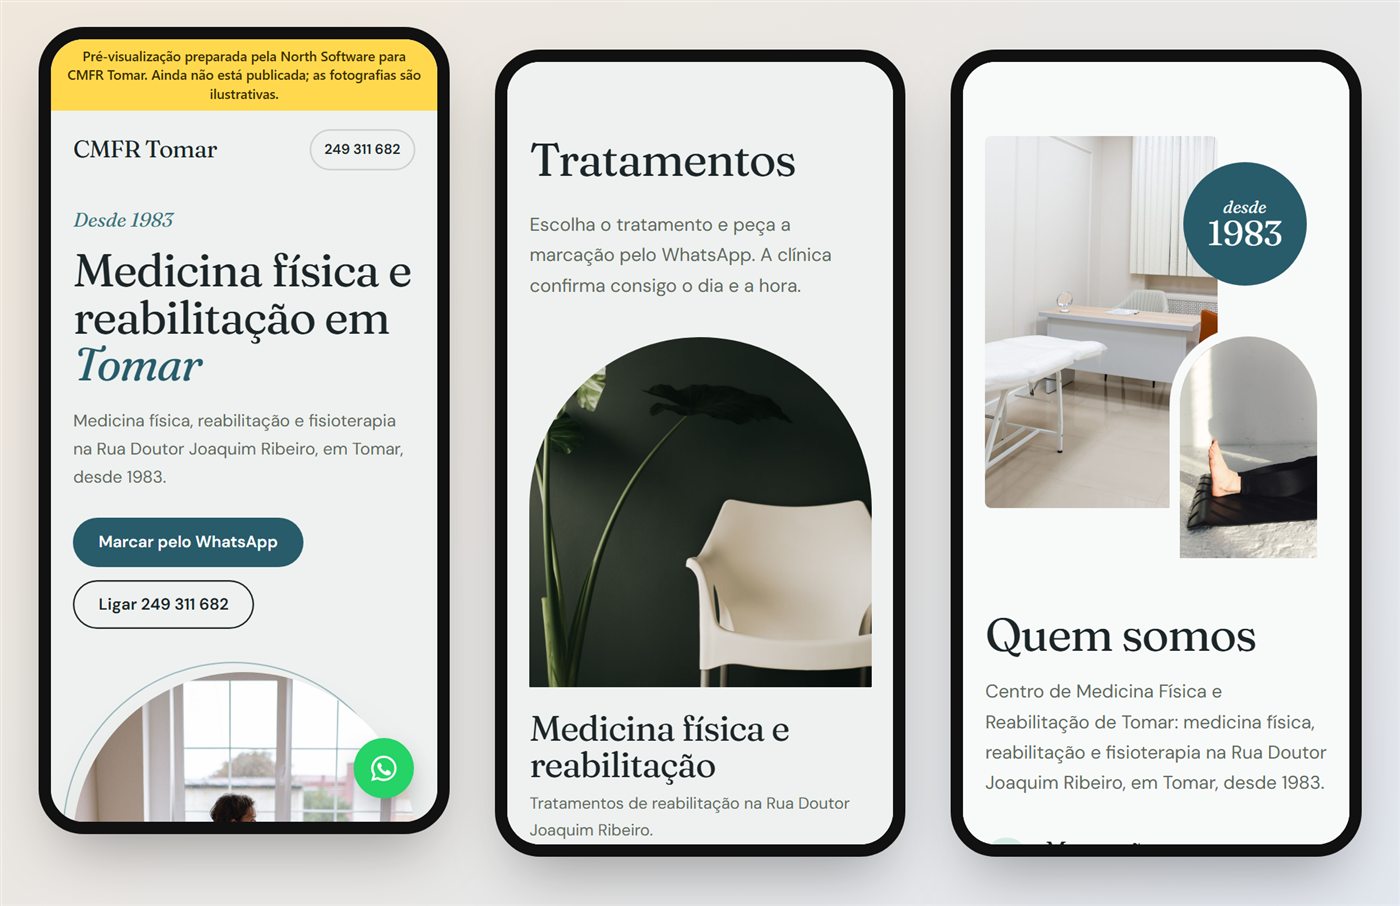 Pré-visualização preparada pela North Software para
CMFR Tomar. Ainda não está publicada; as fotografias são
ilustrativas.
CMFR Tomar
249 311 682
Desde 1983
Medicina física e
reabilitação em
Tomar
Medicina física, reabilitação e fisioterapia
na Rua Doutor Joaquim Ribeiro, em Tomar,
desde 1983.
Marcar pelo WhatsApp
Ligar 249 311 682
Tratamentos
Escolha o tratamento e peça a
marcação pelo WhatsApp. A clínica
confirma consigo o dia e a hora.
Medicina física e
reabilitação
Tratamentos de reabilitação na Rua Doutor
Joaquim Ribeiro.
desde
1983
Quem somos
Centro de Medicina Física e
Reabilitação de Tomar: medicina física,
reabilitação e fisioterapia na Rua Doutor
Joaquim Ribeiro, em Tomar, desde 1983.